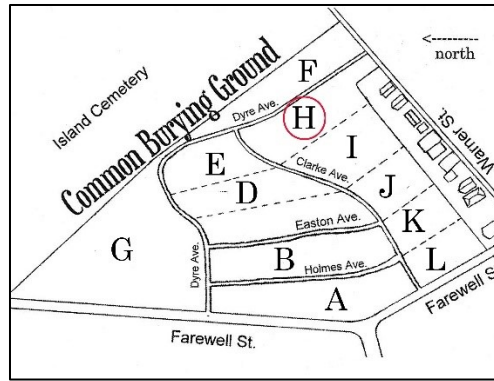 Island Cemetery
Common Burying Ground
north
Warner St.
F
Dyre Ave.
H
E
I
Clarke Ave.
D
J
Easton Ave.
K
G
Dyre Ave.
B
Holmes Ave.
L
A
Farewell St.
Farewell St.